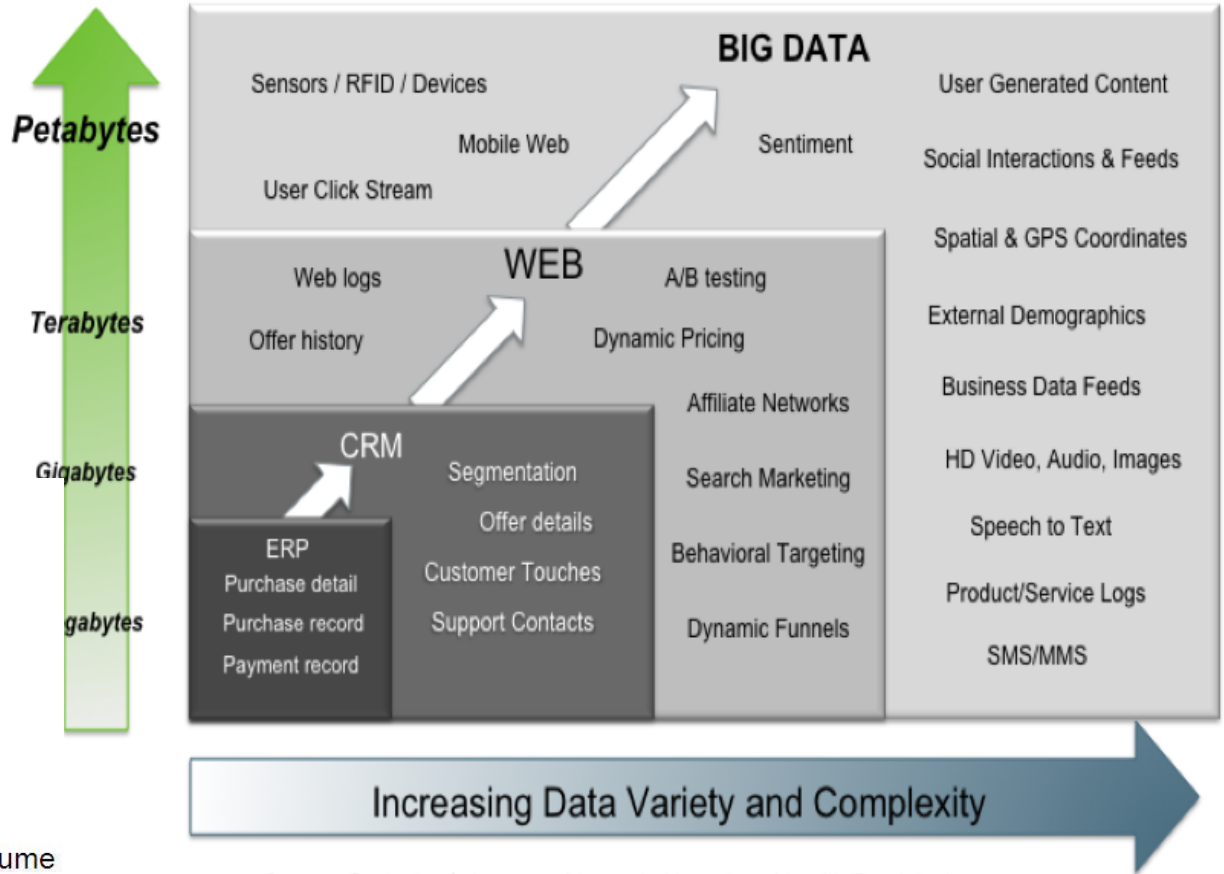 BIG DATA
Sensors / RFID / Devices
User Generated Content
Petabytes
Mobile Web
Sentiment
Social Interactions & Feeds
User Click Stream
Spatial & GPS Coordinates
WEB
Web logs
A/B testing
Terabytes
External Demographics
Offer history
Dynamic Pricing
Business Data Feeds
Affiliate Networks
CRM
HD Video, Audio, Images
Gigabytes
Segmentation
Search Marketing
Offer details
Speech to Text
ERP
Behavioral Targeting
Purchase detail
Customer Touches
Product/Service Logs
gabytes
Purchase record
Support Contacts
Dynamic Funnels
Payment record
SMS/MMS
Increasing Data Variety and Complexity
ume